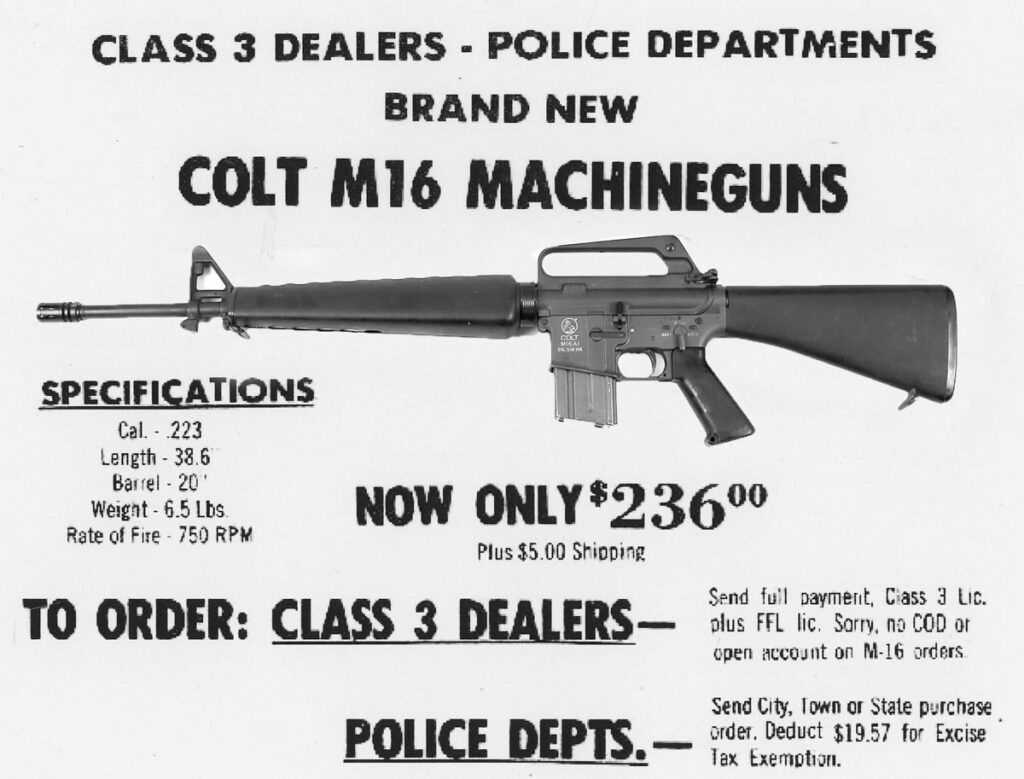 CLASS 3 DEALERS - POLICE DEPARTMENTS
BRAND NEW
COLT M16 MACHINEGUNS
COLT
M16A1
SPECIFICATIONS
Cal. - .223
Length - 38.6"
Barrel - 20"
Weight - 6.5 Lbs.
Rate of Fire - 750 RPM
NOW ONLY $236.00
Plus $5.00 Shipping
TO ORDER: CLASS 3 DEALERS—
Send full payment, Class 3 Lic.
plus FFL lic. Sorry, no COD or
open account on M-16 orders.
POLICE DEPTS.—
Send City, Town or State purchase
order. Deduct $19.57 for Excise
Tax Exemption.